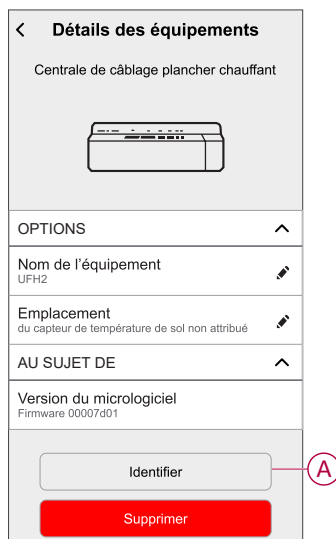 Détails des équipements
Centrale de câblage plancher chauffant
OPTIONS
Nom de l'équipement
UFH2
Emplacement
du capteur de température de sol non attribué
AU SUJET DE
Version du micrologiciel
Firmware 00007d01
Identifier
A
Supprimer